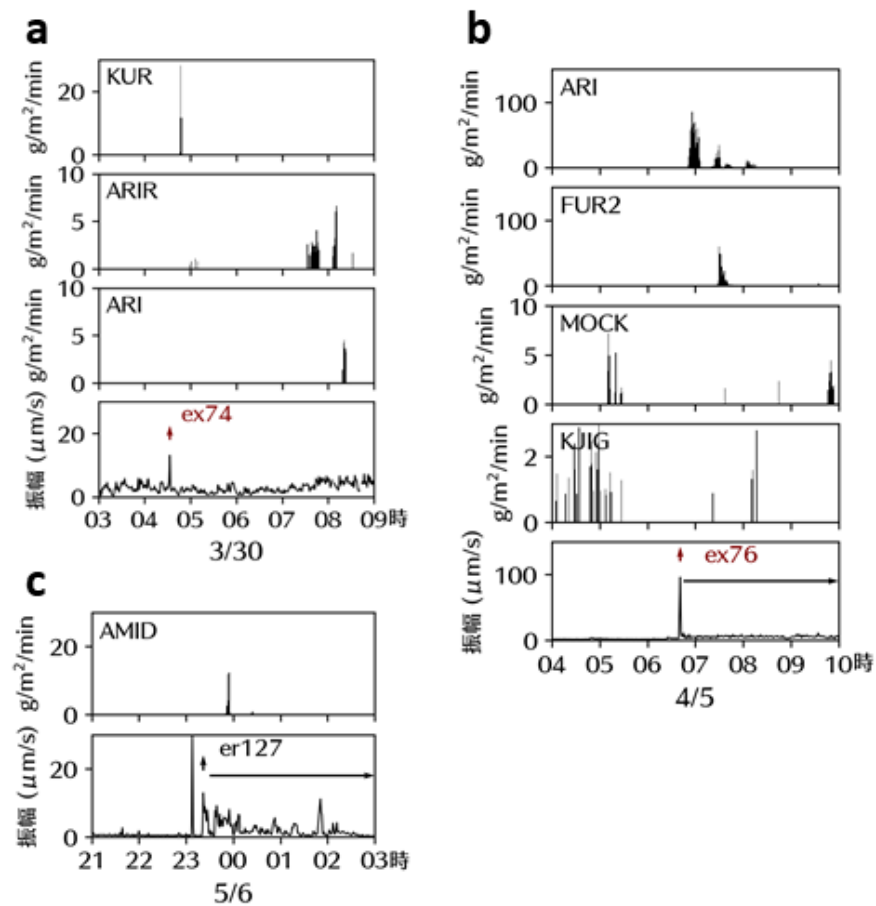 a
KUR
g/m²/min
20
0
ARIR
g/m²/min
10
5
0
ARI
g/m²/min
10
5
0
ex74
振幅 (μm/s)
20
0
03 04 05 06 07 08 09時
3/30
b
ARI
g/m²/min
100
0
FUR2
g/m²/min
100
0
MOCK
g/m²/min
10
5
0
KJIG
g/m²/min
2
0
ex76
振幅 (μm/s)
100
0
04 05 06 07 08 09 10時
4/5
c
AMID
g/m²/min
20
0
er127
振幅 (μm/s)
20
0
21 22 23 00 01 02 03時
5/6